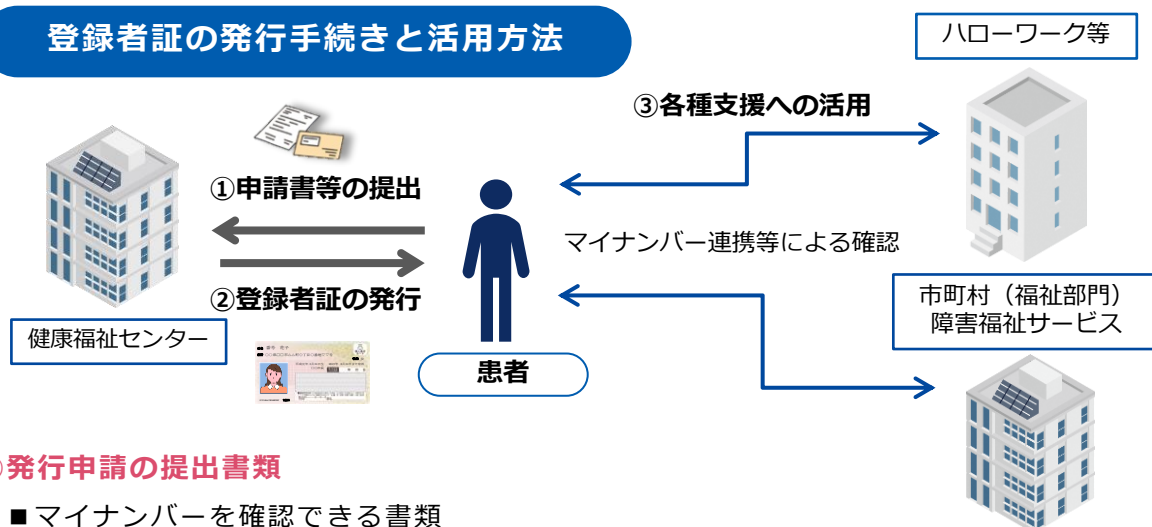 登録者証の発行手続きと活用方法
ハローワーク等
③各種支援への活用
①申請書等の提出
マイナンバー連携等による確認
②登録者証の発行
市町村（福祉部門）
障害福祉サービス
健康福祉センター
患者
発行申請の提出書類
■マイナンバーを確認できる書類